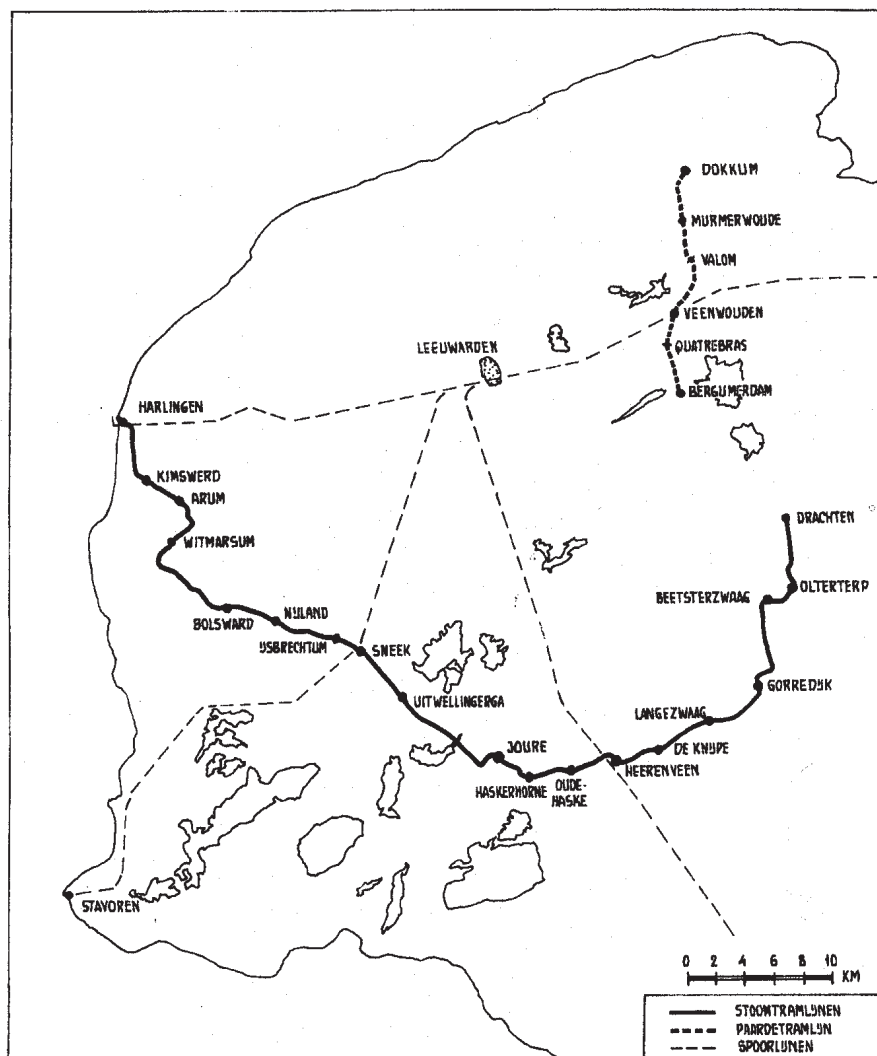 DOKKUM
MURMERWOUDE
VALOM
VEENWOUDEN
LEEUWARDEN
QUATREBRAS
BERGUMERDAM
HARLINGEN
KIMSWERD
ARUM
DRACHTEN
WITMARSUM
OLTERTERP
BEETSTERZWAAG
NIJLAND
BOLSWARD
IJSBRECHTUM
SNEEK
GORREDIJK
UITWELLINGERGA
LANGEZWAAG
JOURE
DE KNIJPE
HEERENVEEN
HASKERHORNE
OUDE-
HASKE
STAVOREN
0 2 4 6 8 10
KM
STOOMTRAMLIJNEN
PAARDETRAMLIJN
SPOORLIJNEN